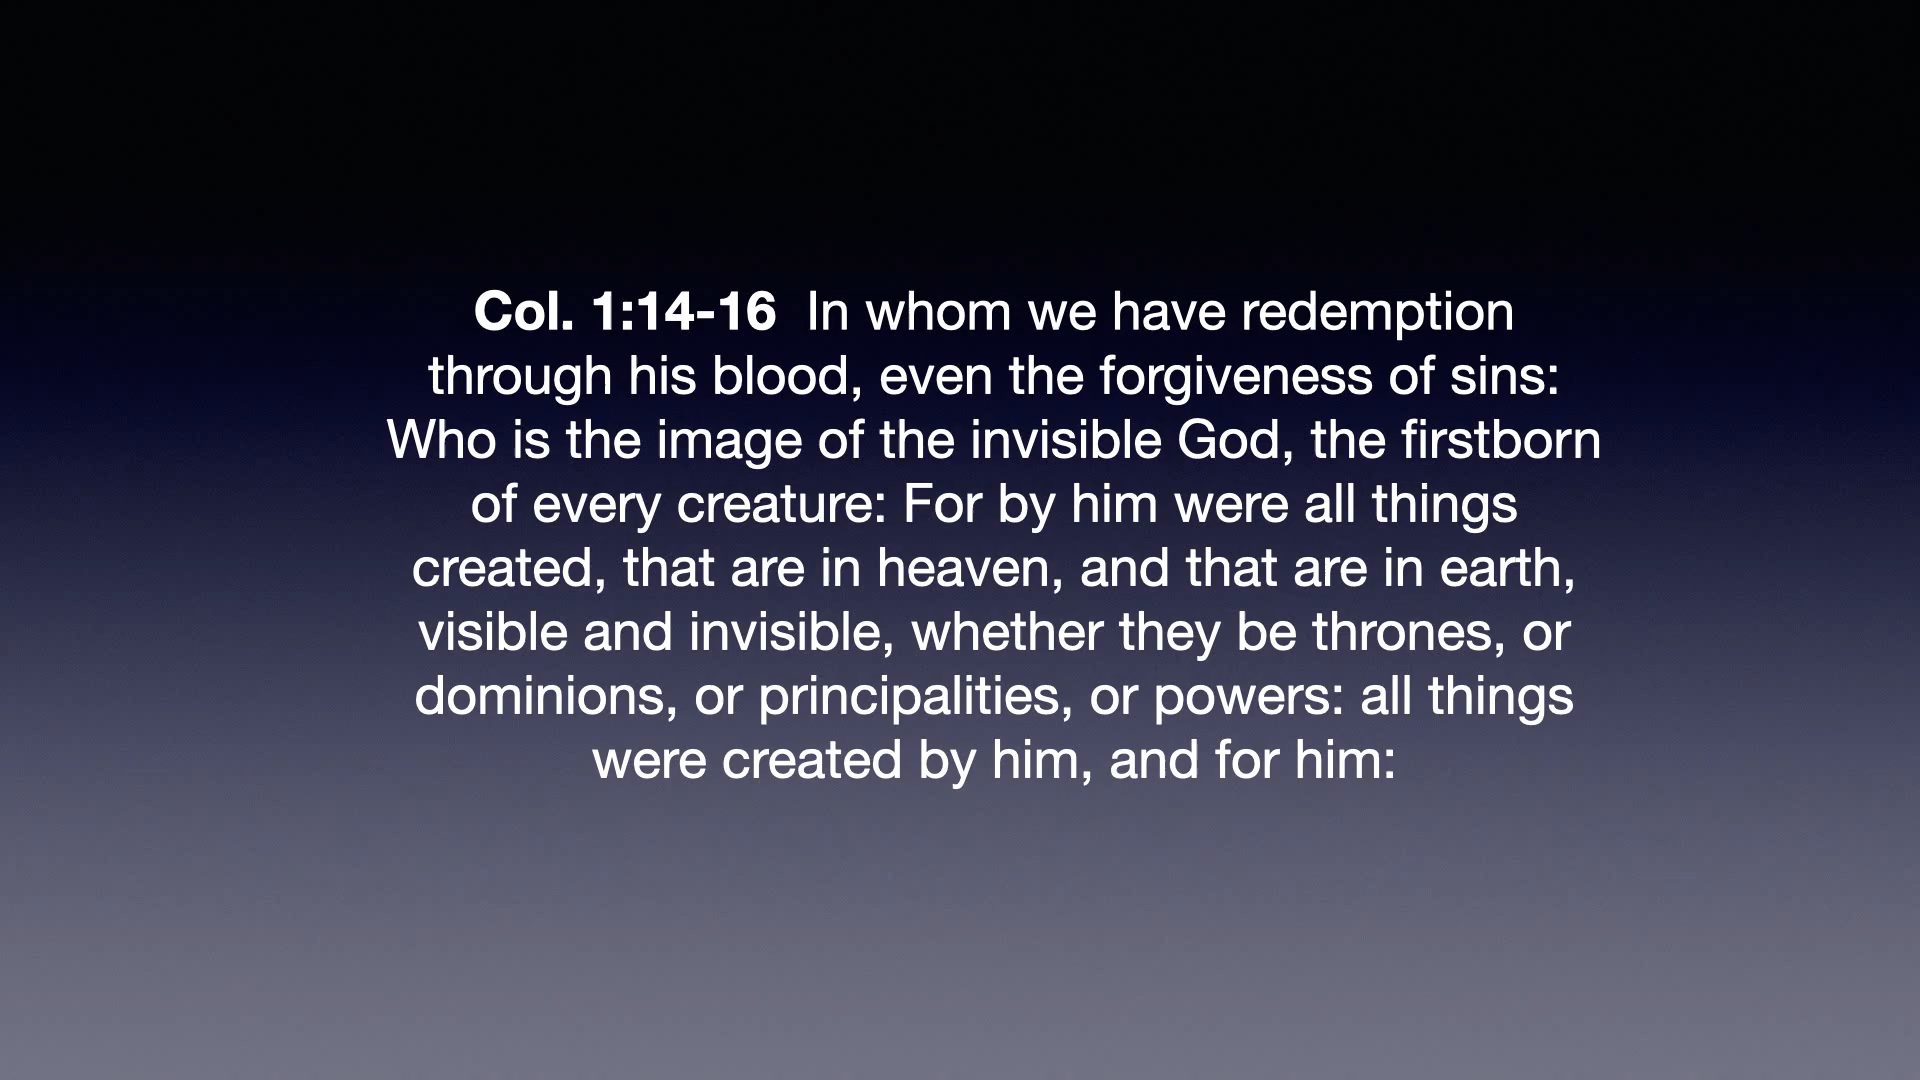 Col. 1:14-16  In whom we have redemption
through his blood, even the forgiveness of sins:
Who is the image of the invisible God, the firstborn
of every creature: For by him were all things
created, that are in heaven, and that are in earth,
visible and invisible, whether they be thrones, or
dominions, or principalities, or powers: all things
were created by him, and for him: